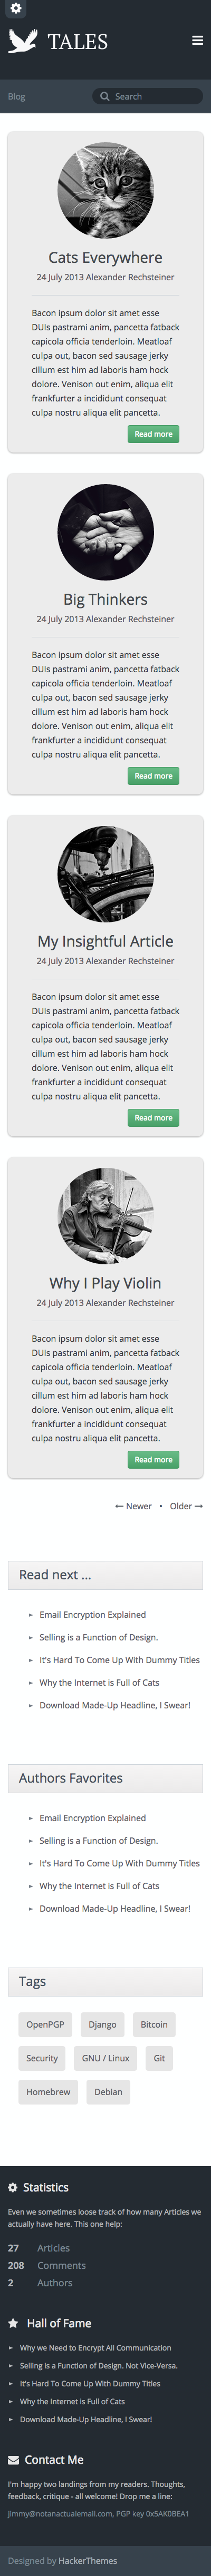 TALES
Blog
Search
Cats Everywhere
24 July 2013 Alexander Rechsteiner
Bacon ipsum dolor sit amet esse
DUIs pastrami anim, pancetta fatback
capicola officia tenderloin. Meatloaf
culpa out, bacon sed sausage jerky
cillum est him ad laboris ham hock
dolore. Venison out enim, aliqua elit
frankfurter a incididunt consequat
culpa nostru aliqua elit pancetta.
Read more
Big Thinkers
24 July 2013 Alexander Rechsteiner
Bacon ipsum dolor sit amet esse
DUIs pastrami anim, pancetta fatback
capicola officia tenderloin. Meatloaf
culpa out, bacon sed sausage jerky
cillum est him ad laboris ham hock
dolore. Venison out enim, aliqua elit
frankfurter a incididunt consequat
culpa nostru aliqua elit pancetta.
Read more
My Insightful Article
24 July 2013 Alexander Rechsteiner
Bacon ipsum dolor sit amet esse
DUIs pastrami anim, pancetta fatback
capicola officia tenderloin. Meatloaf
culpa out, bacon sed sausage jerky
cillum est him ad laboris ham hock
dolore. Venison out enim, aliqua elit
frankfurter a incididunt consequat
culpa nostru aliqua elit pancetta.
Read more
Why I Play Violin
24 July 2013 Alexander Rechsteiner
Bacon ipsum dolor sit amet esse
DUIs pastrami anim, pancetta fatback
capicola officia tenderloin. Meatloaf
culpa out, bacon sed sausage jerky
cillum est him ad laboris ham hock
dolore. Venison out enim, aliqua elit
frankfurter a incididunt consequat
culpa nostru aliqua elit pancetta.
Read more
← Newer • Older →
Read next ...
► Email Encryption Explained
► Selling is a Function of Design.
► It's Hard To Come Up With Dummy Titles
► Why the Internet is Full of Cats
► Download Made-Up Headline, I Swear!
Authors Favorites
► Email Encryption Explained
► Selling is a Function of Design.
► It's Hard To Come Up With Dummy Titles
► Why the Internet is Full of Cats
► Download Made-Up Headline, I Swear!
Tags
OpenPGP Django Bitcoin
Security GNU / Linux Git
Homebrew Debian
Statistics
Even we sometimes loose track of how many Articles we
actually have here. This one help:
27 Articles
208 Comments
2 Authors
Hall of Fame
► Why we Need to Encrypt All Communication
► Selling is a Function of Design. Not Vice-Versa.
► It's Hard To Come Up With Dummy Titles
► Why the Internet is Full of Cats
► Download Made-Up Headline, I Swear!
Contact Me
I'm happy two landings from my readers. Thoughts,
feedback, critique - all welcome! Drop me a line:
jimmy@notanactualemail.com, PGP key 0x5AK0BEA1
Designed by HackerThemes